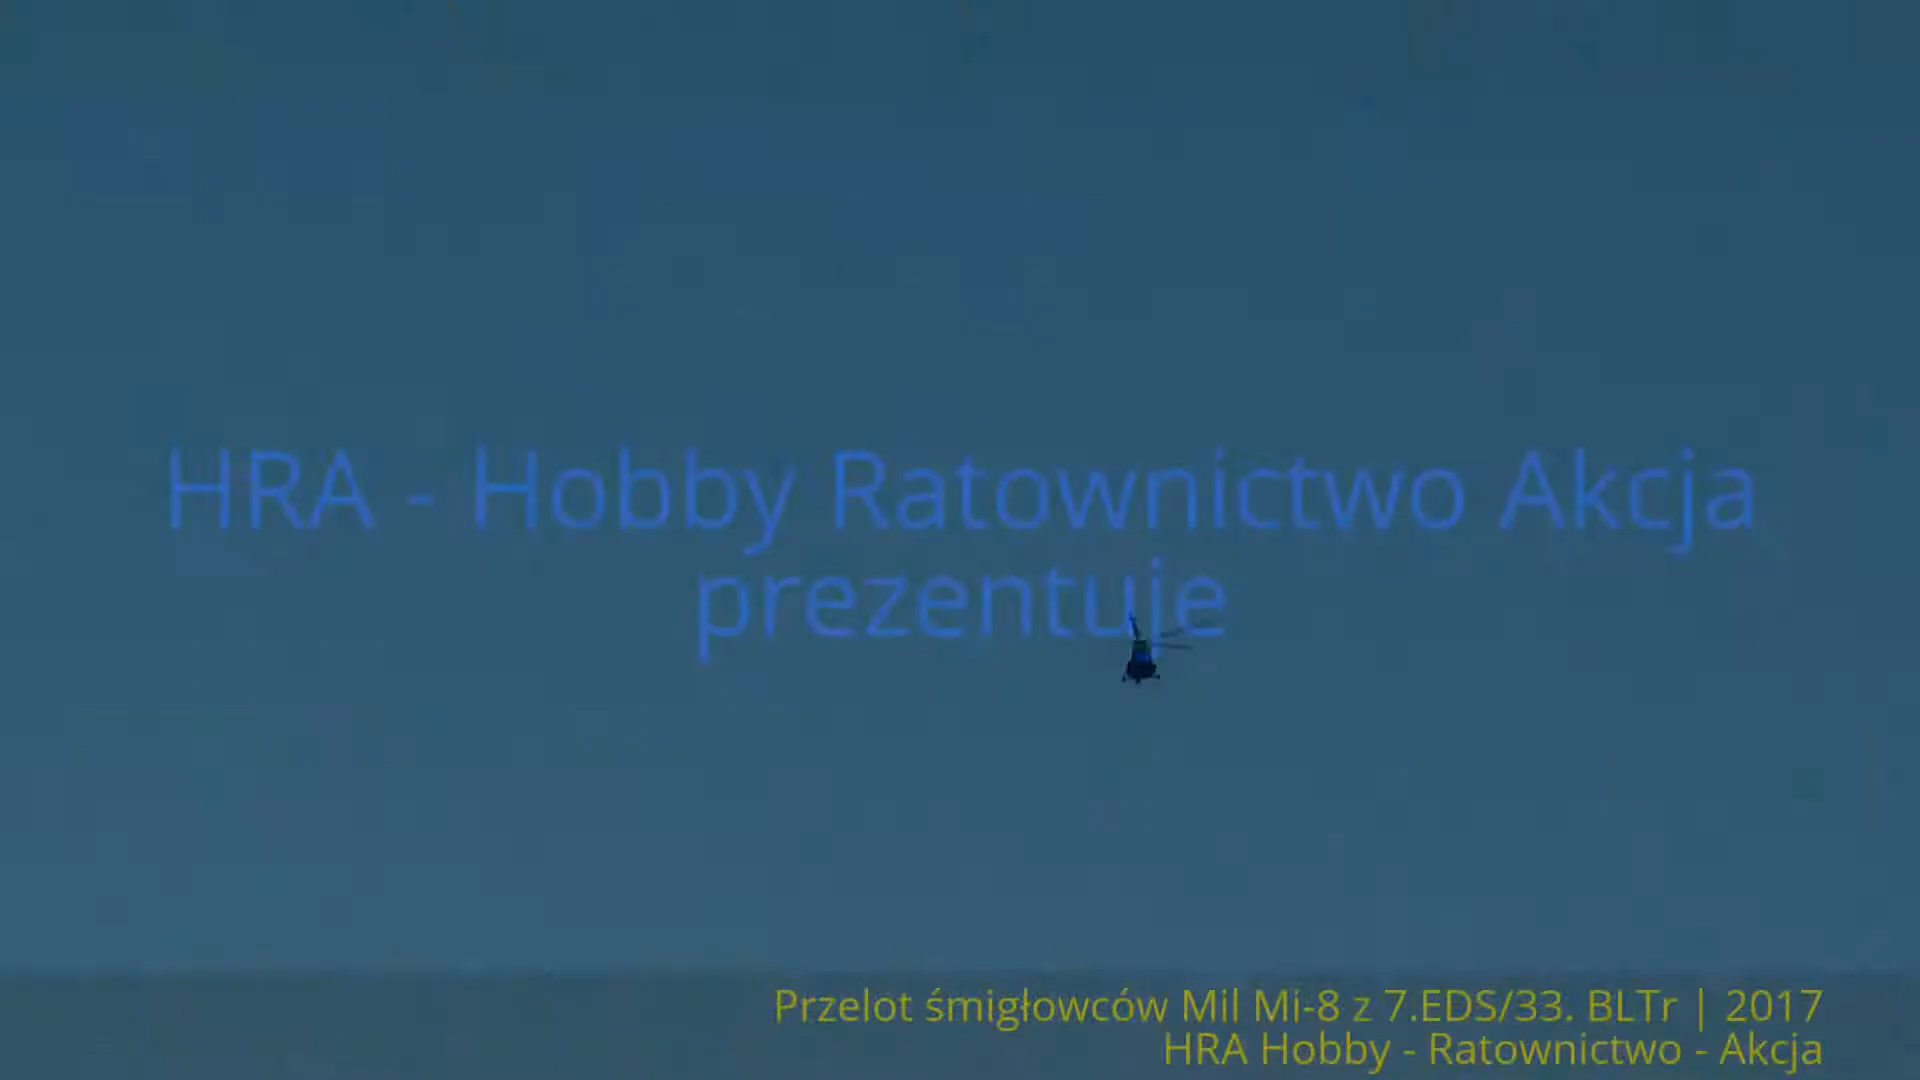 HRA - Hobby Ratownictwo Akcja
prezentuje
Przelot śmigłowców Mil Mi-8 z 7.EDS/33. BLTr | 2017
HRA Hobby - Ratownictwo - Akcja